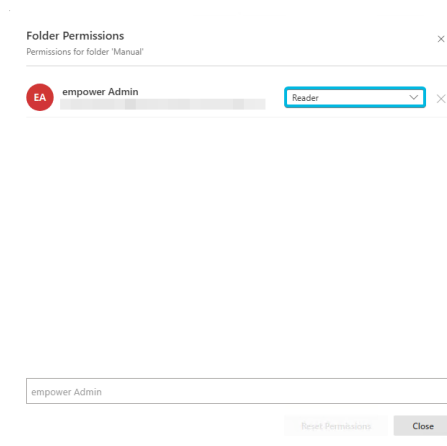 Folder Permissions
Permissions for folder 'Manual'
EA
empower Admin
Reader
empower Admin
Reset Permissions
Close